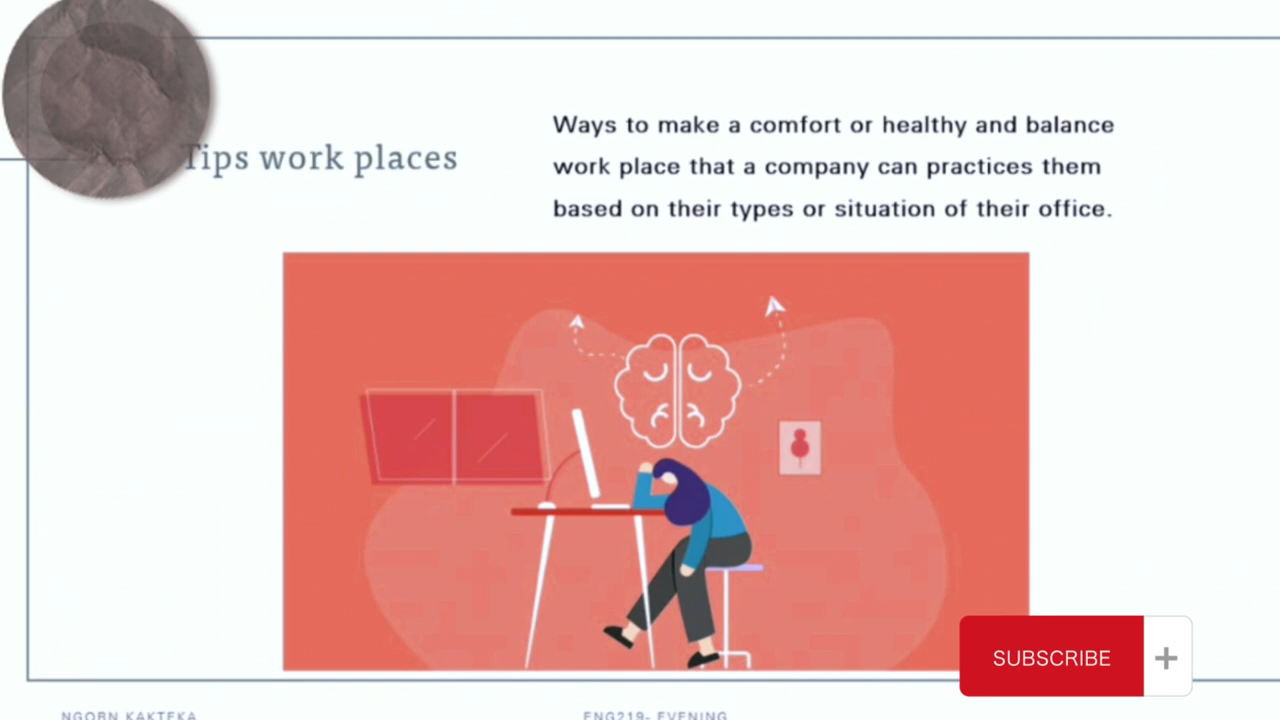 Tips work places
Ways to make a comfort or healthy and balance
work place that a company can practices them
based on their types or situation of their office.
SUBSCRIBE
NGORN KAKTEKA
ENG219- EVENING